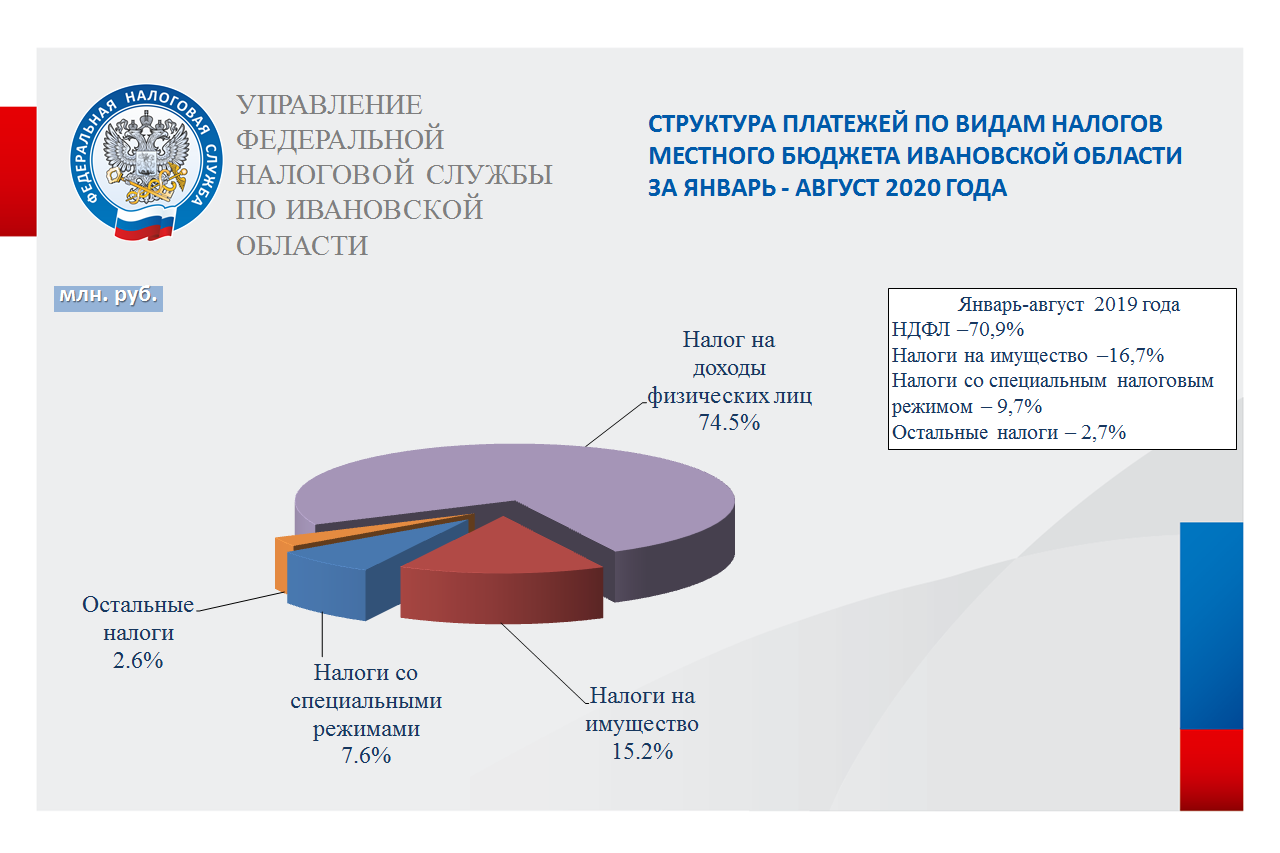 ФЕДЕРАЛЬНАЯ НАЛОГОВАЯ СЛУЖБА
УПРАВЛЕНИЕ
ФЕДЕРАЛЬНОЙ
НАЛОГОВОЙ СЛУЖБЫ
ПО ИВАНОВСКОЙ
ОБЛАСТИ
СТРУКТУРА ПЛАТЕЖЕЙ ПО ВИДАМ НАЛОГОВ
МЕСТНОГО БЮДЖЕТА ИВАНОВСКОЙ ОБЛАСТИ
ЗА ЯНВАРЬ - АВГУСТ 2020 ГОДА
млн. руб.
Январь-август 2019 года
НДФЛ –70,9%
Налоги на имущество –16,7%
Налоги со специальным налоговым
режимом – 9,7%
Остальные налоги – 2,7%
Налог на
доходы
физических лиц
74.5%
Остальные
налоги
2.6%
Налоги со
специальными
режимами
7.6%
Налоги на
имущество
15.2%